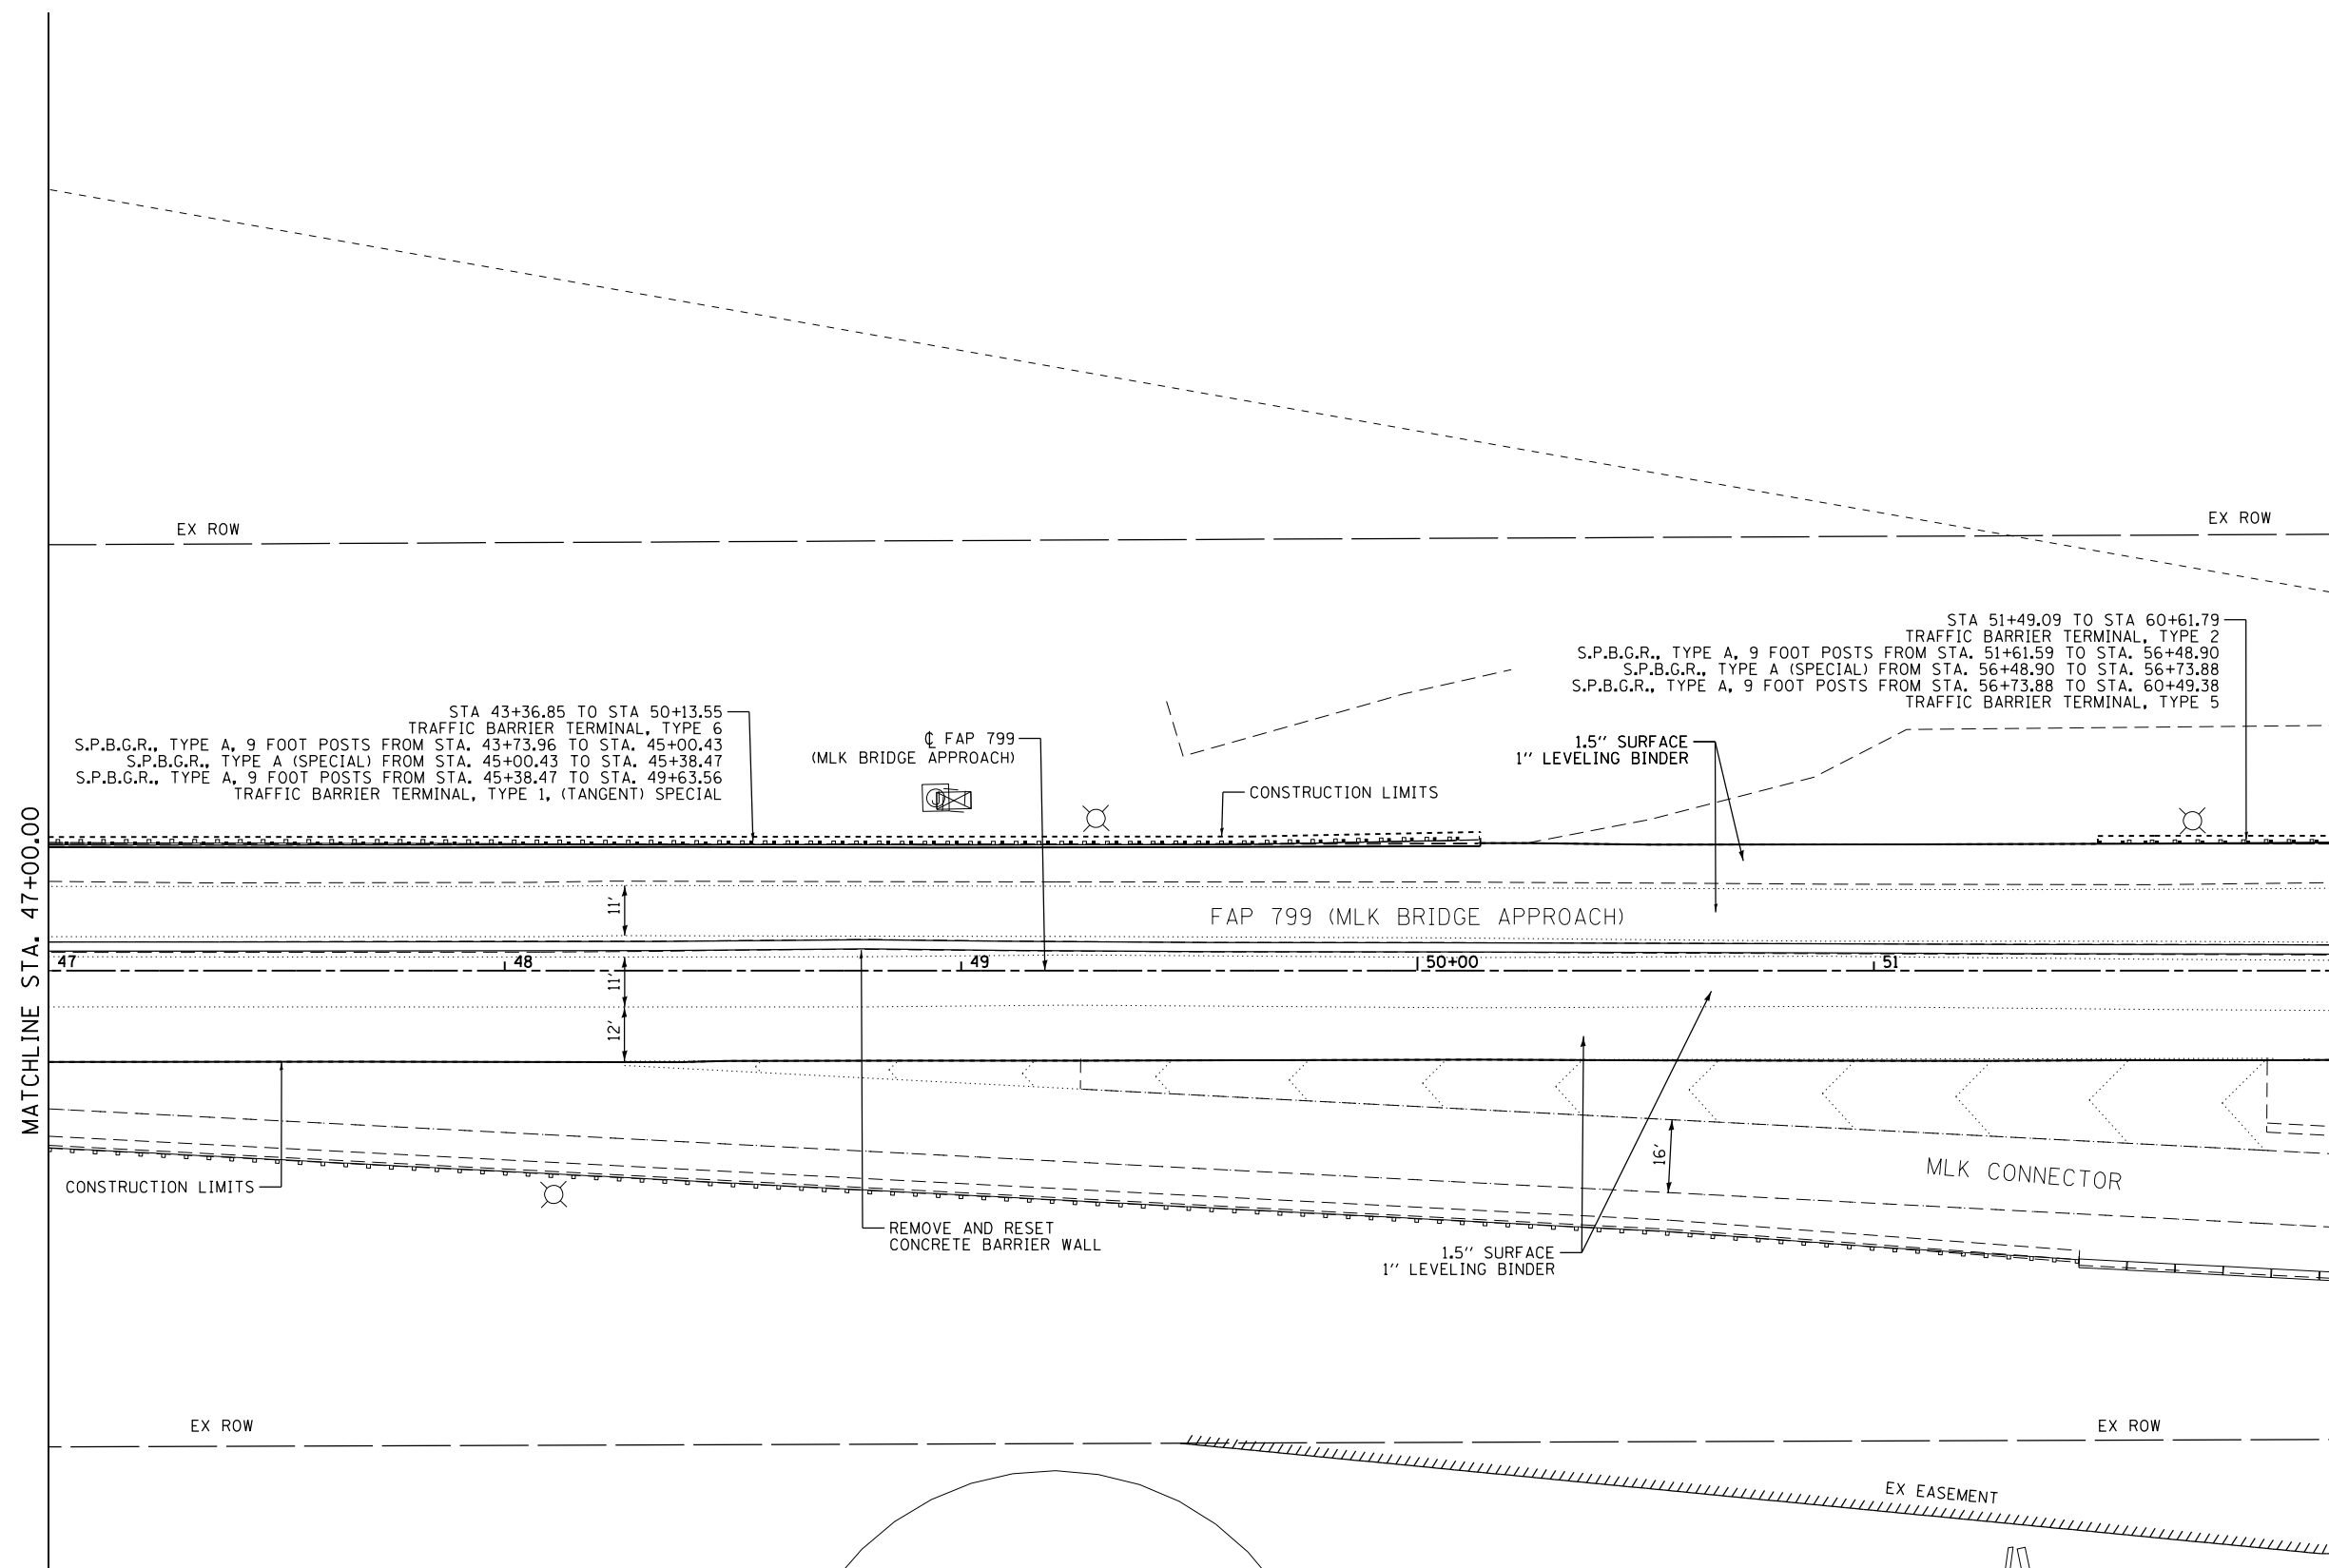 EX ROW
EX ROW
STA 51+49.09 TO STA 60+61.79
TRAFFIC BARRIER TERMINAL, TYPE 2
S.P.B.G.R., TYPE A, 9 FOOT POSTS FROM STA. 51+61.59 TO STA. 56+48.90
S.P.B.G.R., TYPE A (SPECIAL) FROM STA. 56+48.90 TO STA. 56+73.88
S.P.B.G.R., TYPE A, 9 FOOT POSTS FROM STA. 56+73.88 TO STA. 60+49.38
TRAFFIC BARRIER TERMINAL, TYPE 5
STA 43+36.85 TO STA 50+13.55
TRAFFIC BARRIER TERMINAL, TYPE 6
S.P.B.G.R., TYPE A, 9 FOOT POSTS FROM STA. 43+73.96 TO STA. 45+00.43
S.P.B.G.R., TYPE A (SPECIAL) FROM STA. 45+00.43 TO STA. 45+38.47
S.P.B.G.R., TYPE A, 9 FOOT POSTS FROM STA. 45+38.47 TO STA. 49+63.56
TRAFFIC BARRIER TERMINAL, TYPE 1, (TANGENT) SPECIAL
℄ FAP 799
(MLK BRIDGE APPROACH)
1.5" SURFACE
1" LEVELING BINDER
CONSTRUCTION LIMITS
MATCHLINE STA. 47+00.00
11'
FAP 799 (MLK BRIDGE APPROACH)
47
48
49
50+00
51
11'
12'
16'
MLK CONNECTOR
CONSTRUCTION LIMITS
REMOVE AND RESET
CONCRETE BARRIER WALL
1.5" SURFACE
1" LEVELING BINDER
EX ROW
EX ROW
EX EASEMENT